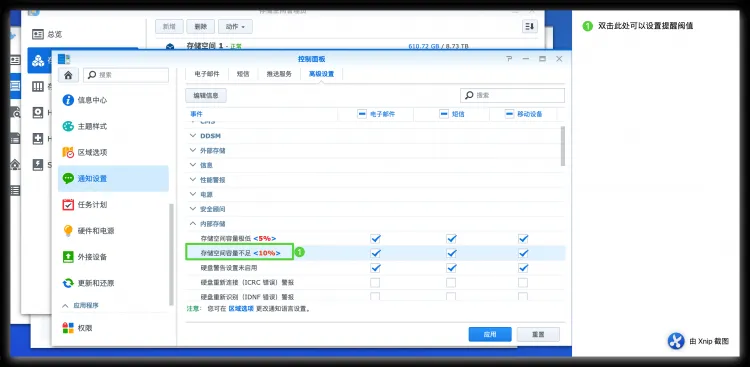 存储空间管理员
总览
新增
删除
动作
存储空间 1 - 正常
610.72 GB / 8.73 TB
控制面板
搜索
信息中心
主题样式
区域选项
通知设置
任务计划
硬件和电源
外接设备
更新和还原
应用程序
权限
电子邮件
短信
推送服务
高级设置
编辑信息
搜索
事件
电子邮件
短信
移动设备
CMS
DDSM
外部存储
信息
性能警报
电源
安全顾问
内部存储
存储空间容量极低 <5%>
存储空间容量不足 <10%>
1
硬盘警告设置未启用
硬盘重新连接（ICRC 错误）警报
硬盘重新识别（IDNF 错误）警报
注意： 您可在 区域选项 更改通知语言设置。
应用
重置
1 双击此处可以设置提醒阀值
由 Xnip 截图